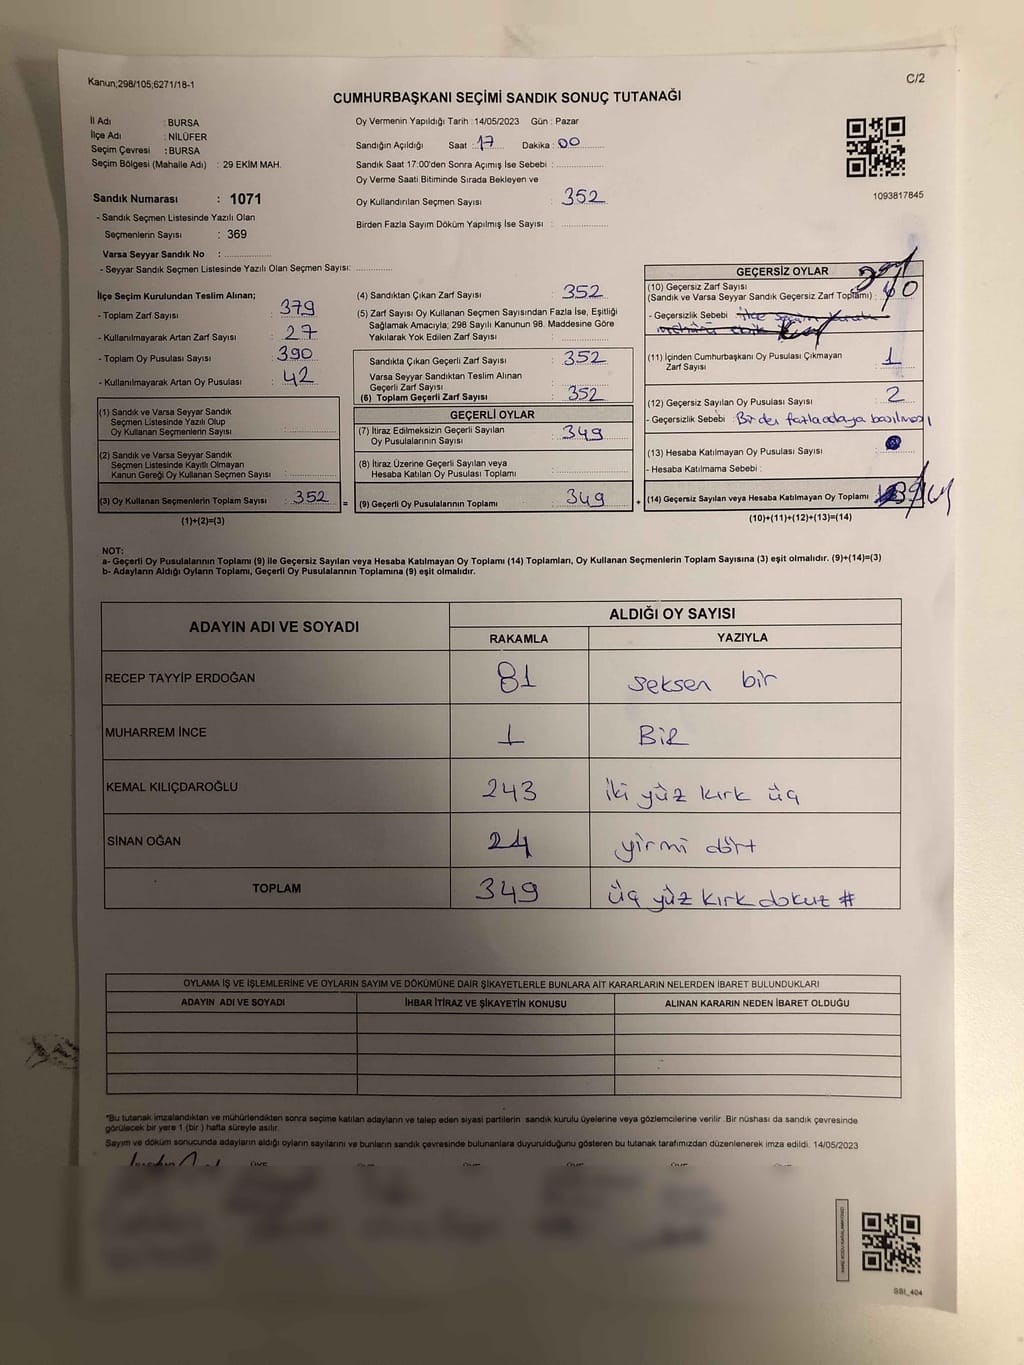 Kanun;298/105;6271/18-1
C/2
CUMHURBAŞKANI SEÇİMİ SANDIK SONUÇ TUTANAĞI
İl Adı : BURSA
İlçe Adı : NİLÜFER
Seçim Çevresi : BURSA
Seçim Bölgesi (Mahalle Adı) : 29 EKİM MAH.
Sandık Numarası : 1071
- Sandık Seçmen Listesinde Yazılı Olan
Seçmenlerin Sayısı : 369
Varsa Seyyar Sandık No :
- Seyyar Sandık Seçmen Listesinde Yazılı Olan Seçmen Sayısı:
Oy Vermenin Yapıldığı Tarih :14/05/2023 Gün : Pazar
Sandığın Açıldığı Saat : 17 Dakika : 00
Sandık Saat 17:00'den Sonra Açımış İse Sebebi :
Oy Verme Saati Bitiminde Sırada Bekleyen ve
Oy Kullandırılan Seçmen Sayısı : 352
Birden Fazla Sayım Döküm Yapılmış İse Sayısı :
1093817845
İlçe Seçim Kurulundan Teslim Alınan;
- Toplam Zarf Sayısı : 379
- Kullanılmayarak Artan Zarf Sayısı : 27
- Toplam Oy Pusulası Sayısı : 390
- Kullanılmayarak Artan Oy Pusulası : 42
(1) Sandık ve Varsa Seyyar Sandık
Seçmen Listesinde Yazılı Olup
Oy Kullanan Seçmenlerin Sayısı :
(2) Sandık ve Varsa Seyyar Sandık
Seçmen Listesinde Kayıtlı Olmayan
Kanun Gereği Oy Kullanan Seçmen Sayısı :
(3) Oy Kullanan Seçmenlerin Toplam Sayısı : 352 =
(1)+(2)=(3)
(4) Sandıktan Çıkan Zarf Sayısı : 352
(5) Zarf Sayısı Oy Kullanan Seçmen Sayısından Fazla İse, Eşitliği
Sağlamak Amacıyla; 298 Sayılı Kanunun 98. Maddesine Göre
Yakılarak Yok Edilen Zarf Sayısı :
Sandıkta Çıkan Geçerli Zarf Sayısı : 352
Varsa Seyyar Sandıktan Teslim Alınan
Geçerli Zarf Sayısı :
(6) Toplam Geçerli Zarf Sayısı : 352
GEÇERLİ OYLAR
(7) İtiraz Edilmeksizin Geçerli Sayılan
Oy Pusulalarının Sayısı : 349
(8) İtiraz Üzerine Geçerli Sayılan veya
Hesaba Katılan Oy Pusulası Toplamı :
(9) Geçerli Oy Pusulalarının Toplamı : 349 +
GEÇERSİZ OYLAR
(10) Geçersiz Zarf Sayısı
(Sandık ve Varsa Seyyar Sandık Geçersiz Zarf Toplamı) : 0
- Geçersizlik Sebebi
(11) İçinden Cumhurbaşkanı Oy Pusulası Çıkmayan
Zarf Sayısı : 1
(12) Geçersiz Sayılan Oy Pusulası Sayısı : 2
- Geçersizlik Sebebi : Birden fazla adaya basılması
(13) Hesaba Katılmayan Oy Pusulası Sayısı :
- Hesaba Katılmama Sebebi :
(14) Geçersiz Sayılan veya Hesaba Katılmayan Oy Toplamı
(10)+(11)+(12)+(13)=(14)
NOT:
a- Geçerli Oy Pusulalarının Toplamı (9) ile Geçersiz Sayılan veya Hesaba Katılmayan Oy Toplamı (14) Toplamları, Oy Kullanan Seçmenlerin Toplam Sayısına (3) eşit olmalıdır. (9)+(14)=(3)
b- Adayların Aldığı Oyların Toplamı, Geçerli Oy Pusulalarının Toplamına (9) eşit olmalıdır.
ADAYIN ADI VE SOYADI
ALDIĞI OY SAYISI
RAKAMLA YAZIYLA
RECEP TAYYİP ERDOĞAN 81 seksen bir
MUHARREM İNCE 1 BİR
KEMAL KILIÇDAROĞLU 243 iki yüz kırk üç
SİNAN OĞAN 24 yirmi dört
TOPLAM 349 üç yüz kırk dokuz #
OYLAMA İŞ VE İŞLEMLERİNE VE OYLARIN SAYIM VE DÖKÜMÜNE DAİR ŞİKAYETLERLE BUNLARA AİT KARARLARIN NELERDEN İBARET BULUNDUKLARI
ADAYIN ADI VE SOYADI İHBAR İTİRAZ VE ŞİKAYETİN KONUSU ALINAN KARARIN NEDEN İBARET OLDUĞU
*Bu tutanak imzalandıktan ve mühürlendikten sonra seçime katılan adayların ve talep eden siyasi partilerin sandık kurulu üyelerine veya gözlemcilerine verilir. Bir nüshası da sandık çevresinde
görülecek bir yere 1 (bir ) hafta süreyle asılır.
Sayım ve döküm sonucunda adayların aldığı oyların sayılarını ve bunların sandık çevresinde bulunanlara duyurulduğunu gösteren bu tutanak tarafımızdan düzenlenerek imza edildi. 14/05/2023
SBL_404